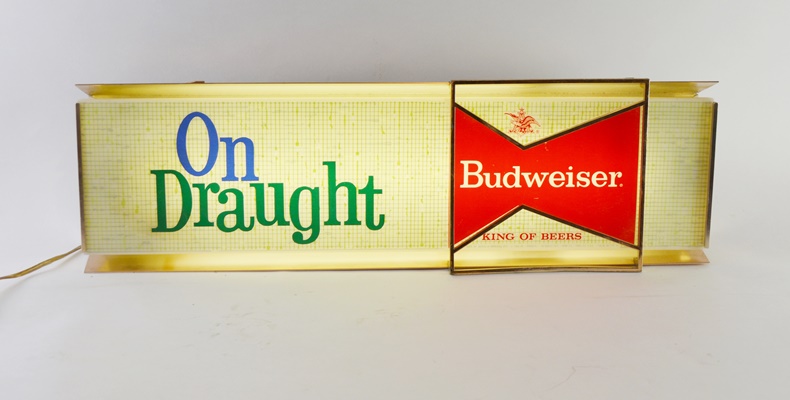 On
Draught
Budweiser.
KING OF BEERS